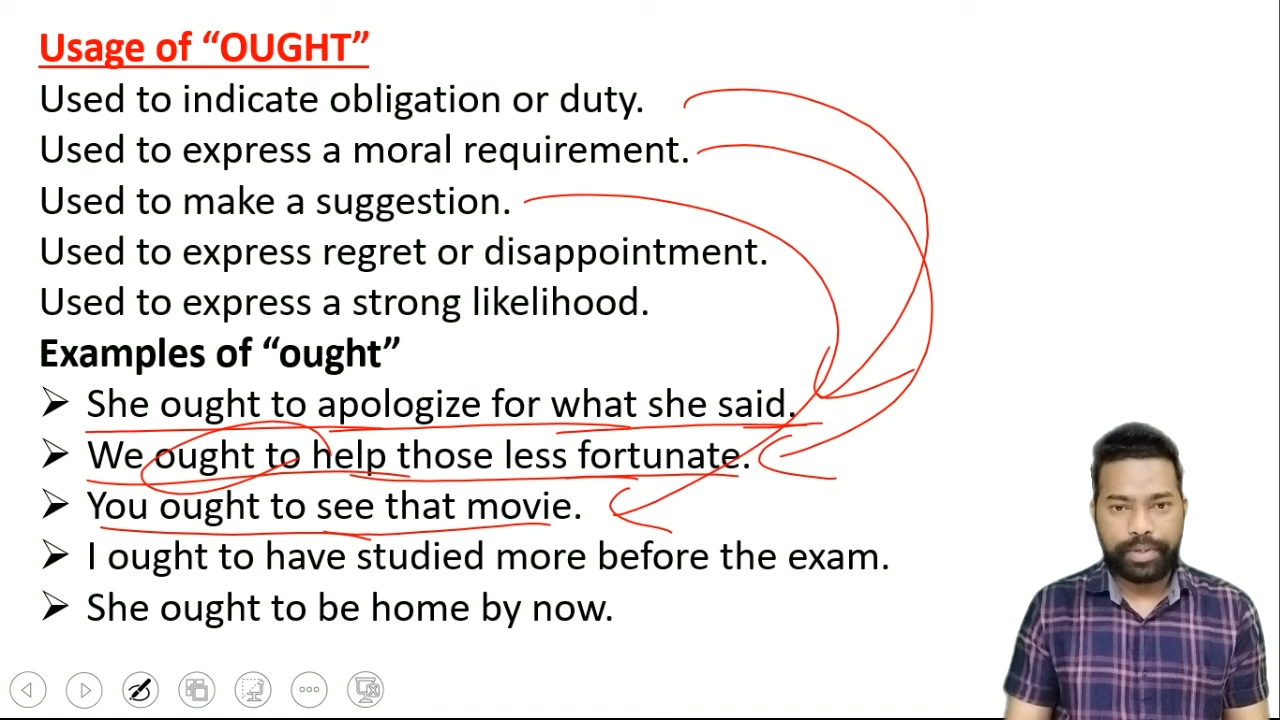 Usage of “OUGHT”
Used to indicate obligation or duty.
Used to express a moral requirement.
Used to make a suggestion.
Used to express regret or disappointment.
Used to express a strong likelihood.
Examples of “ought”
➢ She ought to apologize for what she said.
➢ We ought to help those less fortunate.
➢ You ought to see that movie.
➢ I ought to have studied more before the exam.
➢ She ought to be home by now.